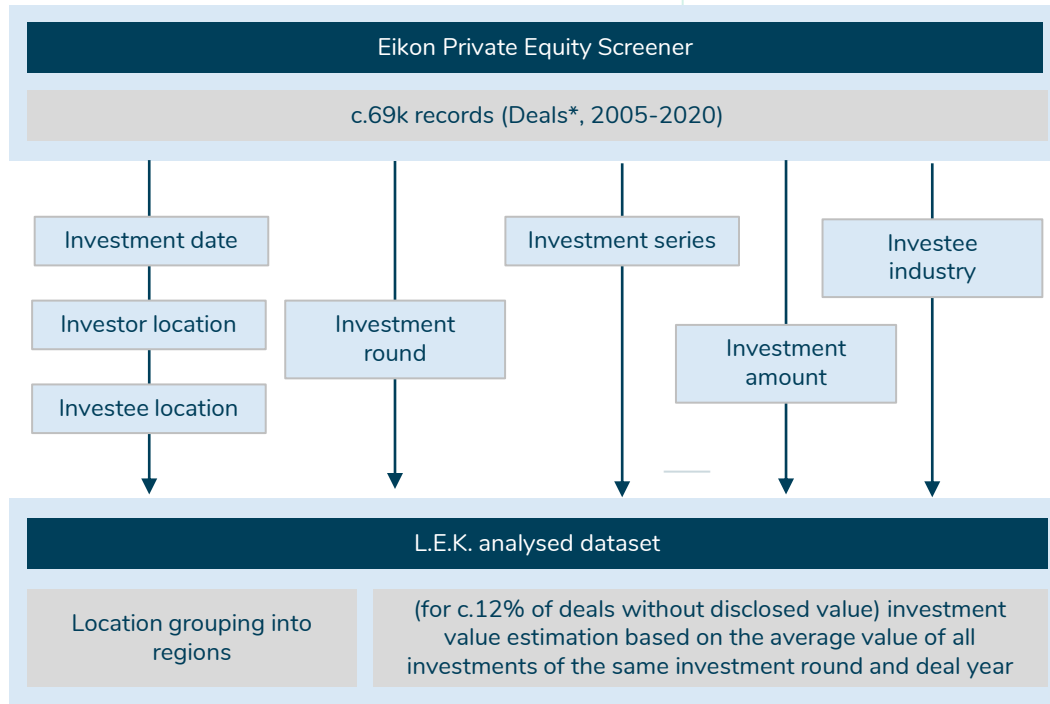 Eikon Private Equity Screener
c.69k records (Deals*, 2005-2020)
Investment date
Investor location
Investee location
Investment
round
Investment series
Investment
amount
Investee
industry
L.E.K. analysed dataset
Location grouping into
regions
(for c.12% of deals without disclosed value) investment
value estimation based on the average value of all
investments of the same investment round and deal year